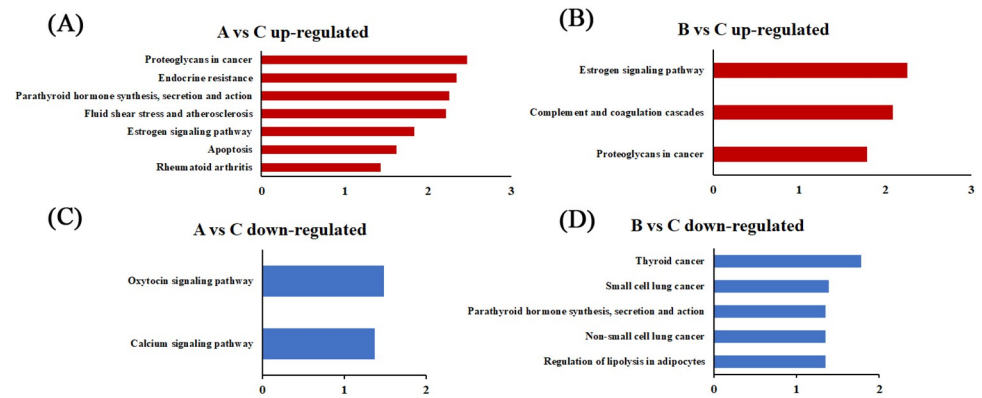 (A)
A vs C up-regulated
Proteoglycans in cancer
Endocrine resistance
Parathyroid hormone synthesis, secretion and action
Fluid shear stress and atherosclerosis
Estrogen signaling pathway
Apoptosis
Rheumatoid arthritis
0 1 2 3
(B)
B vs C up-regulated
Estrogen signaling pathway
Complement and coagulation cascades
Proteoglycans in cancer
0 1 2 3
(C)
A vs C down-regulated
Oxytocin signaling pathway
Calcium signaling pathway
0 1 2
(D)
B vs C down-regulated
Thyroid cancer
Small cell lung cancer
Parathyroid hormone synthesis, secretion and action
Non-small cell lung cancer
Regulation of lipolysis in adipocytes
0 1 2